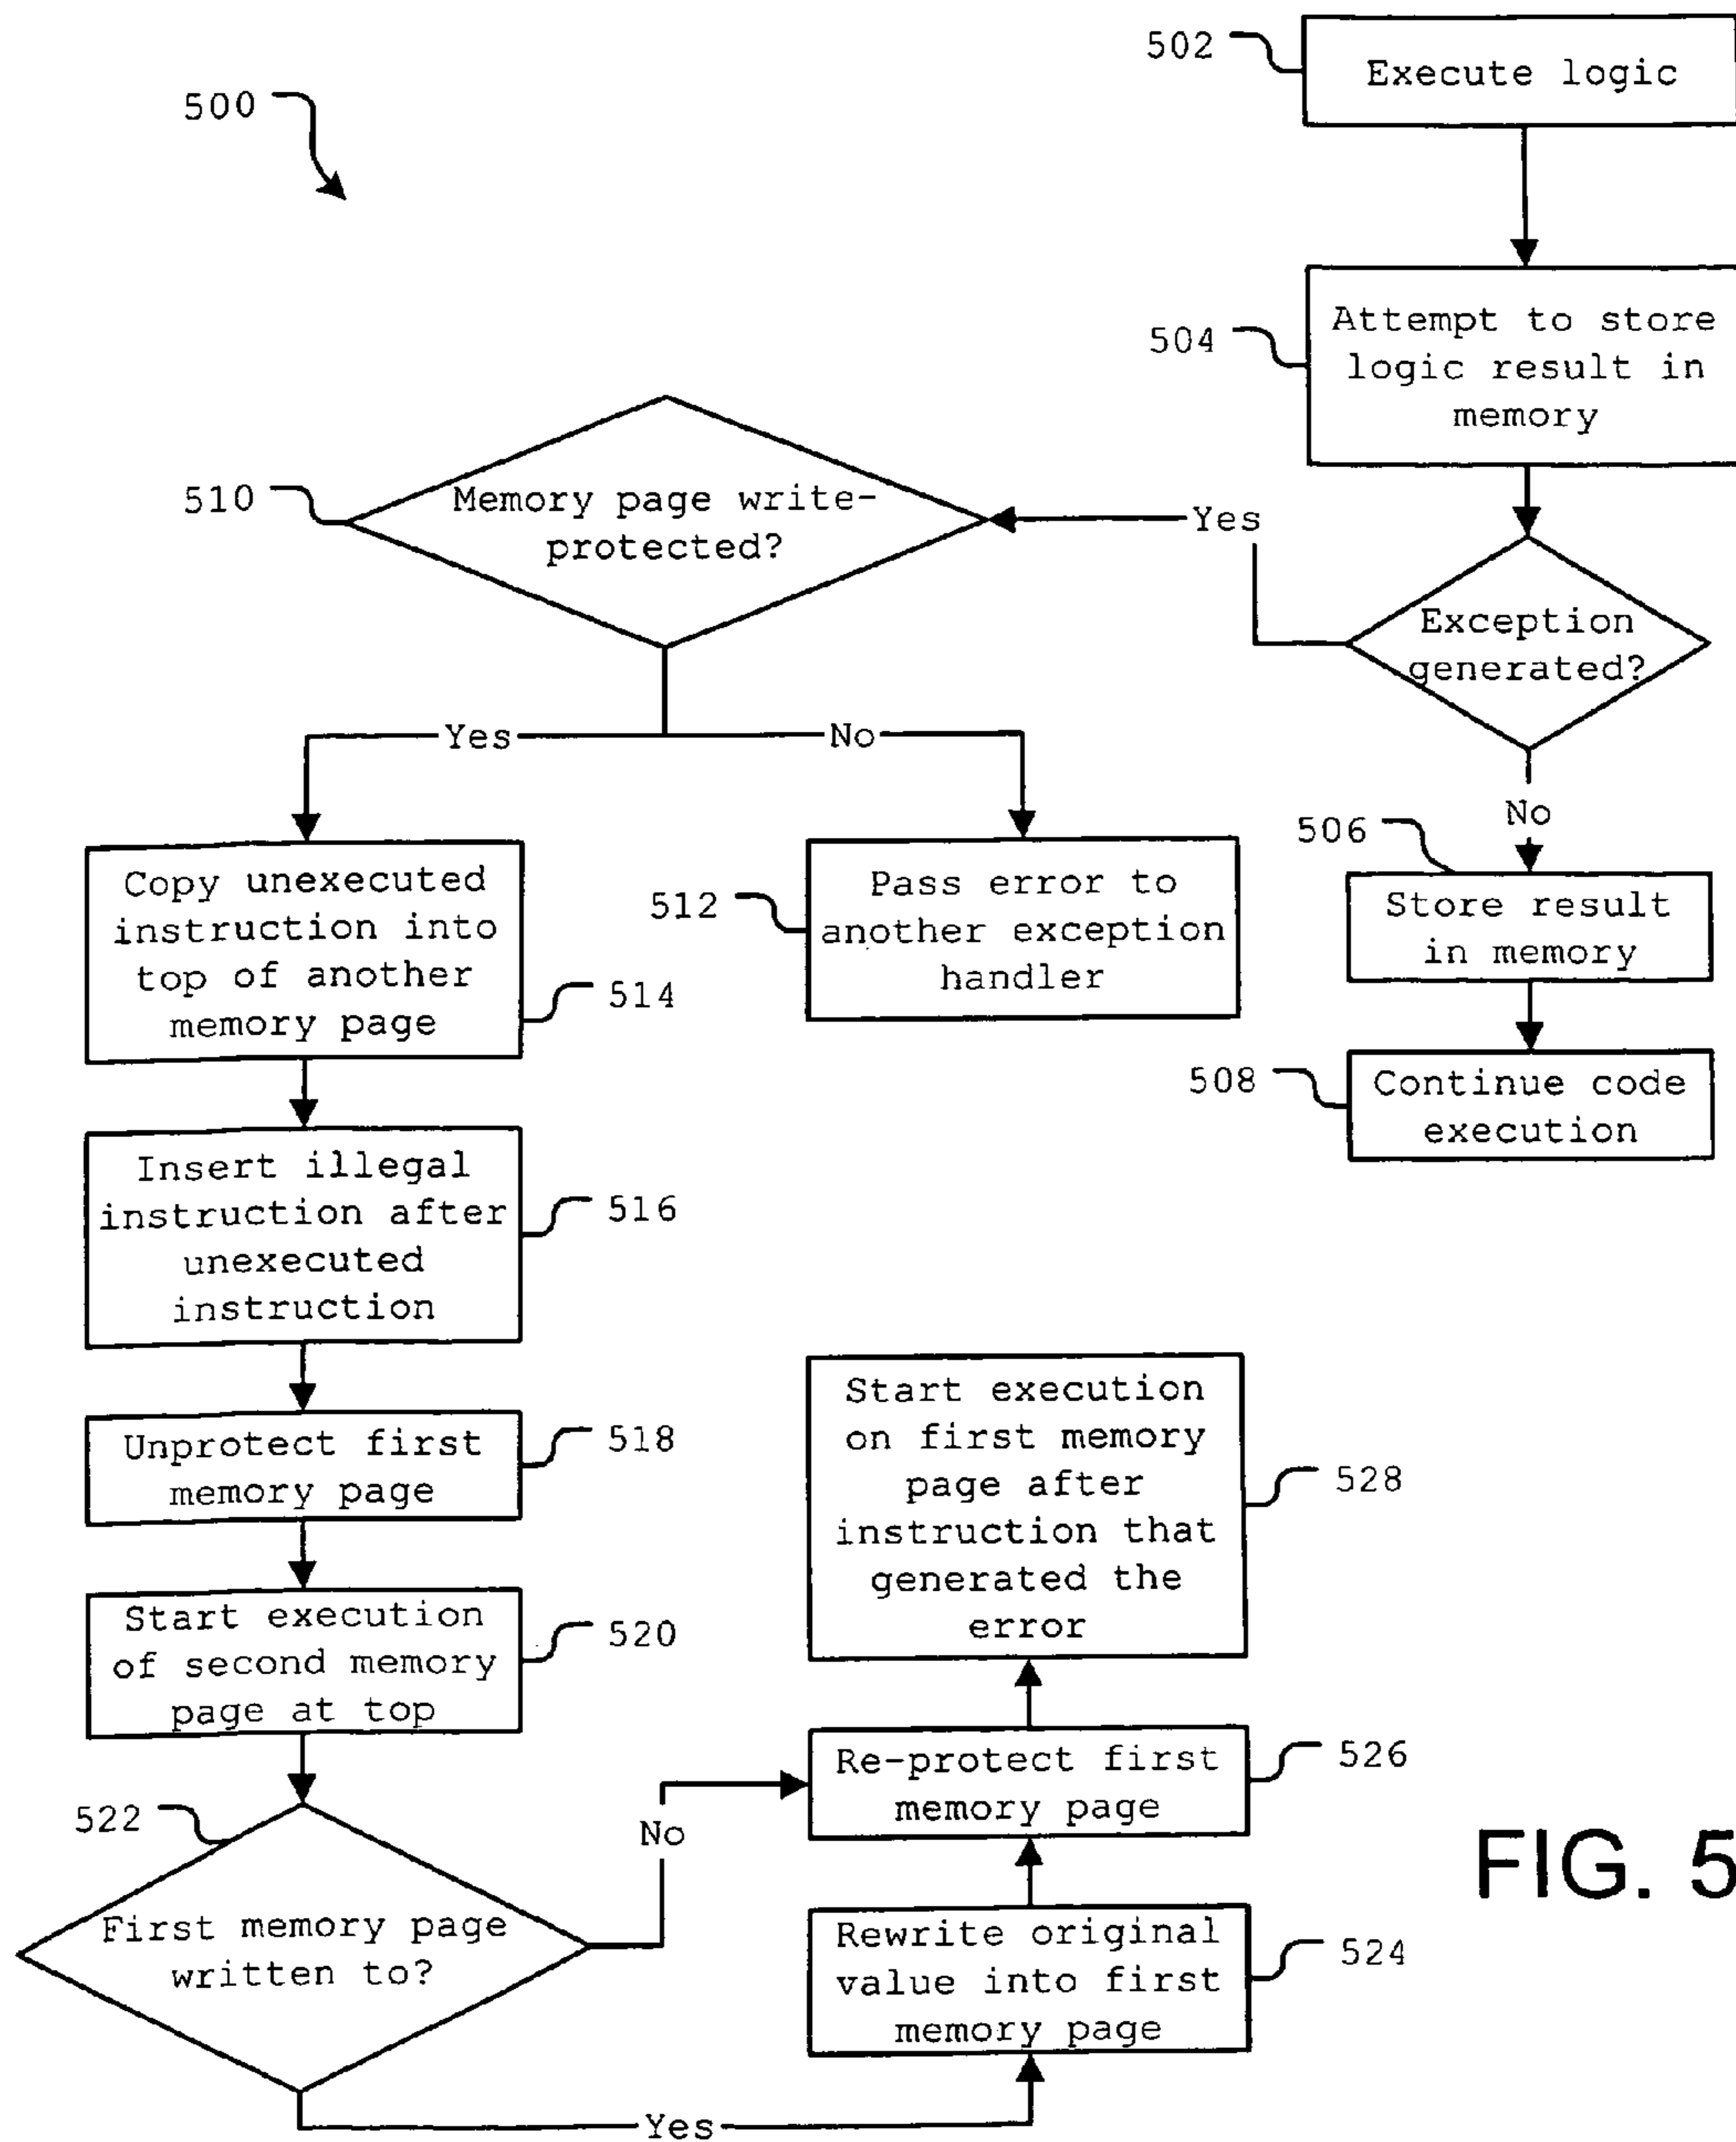 500
502
Execute logic
504
Attempt to store
logic result in
memory
Exception
generated?
Yes
No
506
Store result
in memory
508
Continue code
execution
510
Memory page write-
protected?
Yes
No
512
Pass error to
another exception
handler
Copy unexecuted
instruction into
top of another
memory page
514
Insert illegal
instruction after
unexecuted
instruction
516
Unprotect first
memory page
518
Start execution
of second memory
page at top
520
522
First memory page
written to?
No
Yes
Rewrite original
value into first
memory page
524
Re-protect first
memory page
526
Start execution
on first memory
page after
instruction that
generated the
error
528
FIG. 5